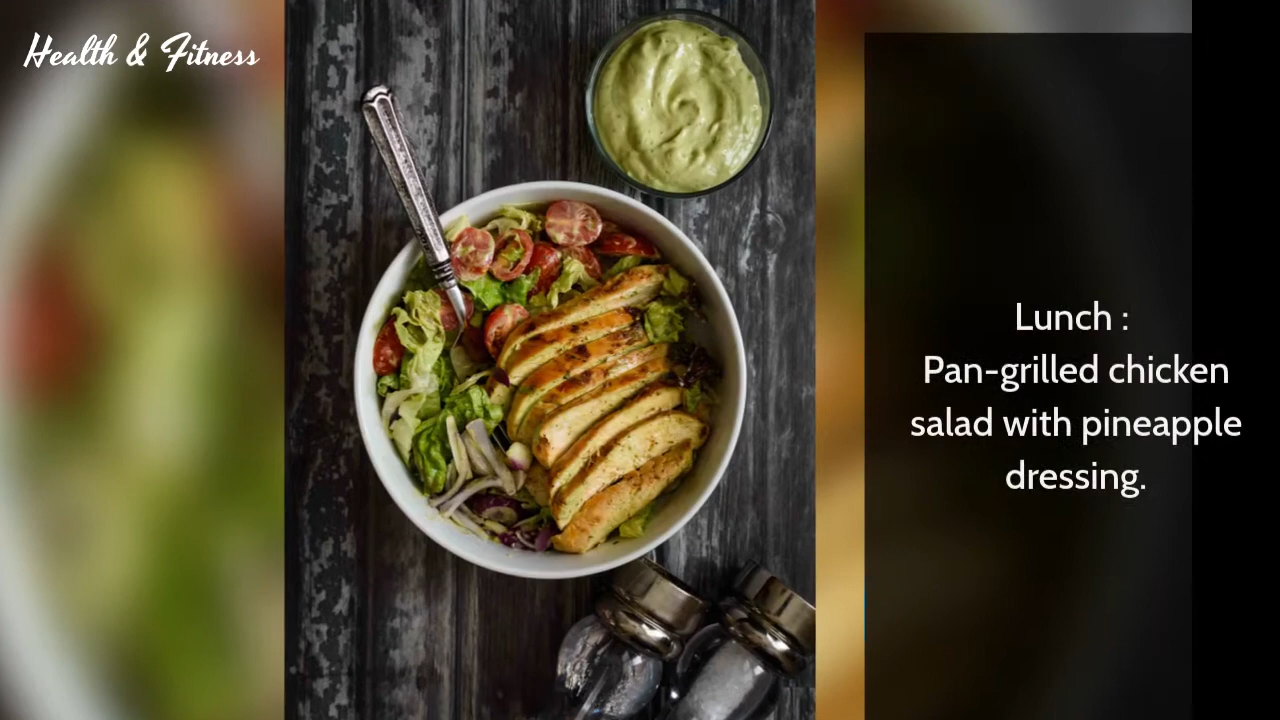 Health & Fitness
Lunch :
Pan-grilled chicken
salad with pineapple
dressing.